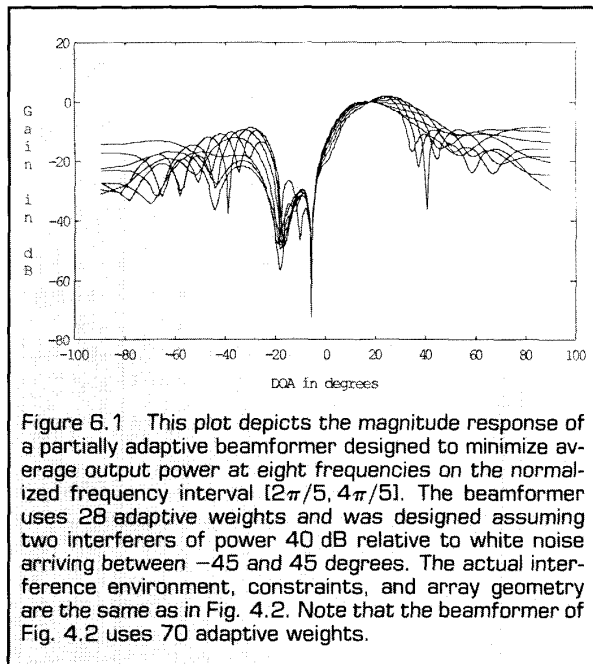 20
0
-20
-40
-60
-80
Gain in dB
-100
-80
-60
-40
-20
0
20
40
60
80
100
DOA in degrees
Figure 6.1 This plot depicts the magnitude response of
a partially adaptive beamformer designed to minimize av-
erage output power at eight frequencies on the normal-
ized frequency interval [2π/5, 4π/5]. The beamformer
uses 28 adaptive weights and was designed assuming
two interferers of power 40 dB relative to white noise
arriving between −45 and 45 degrees. The actual inter-
ference environment, constraints, and array geometry
are the same as in Fig. 4.2. Note that the beamformer of
Fig. 4.2 uses 70 adaptive weights.